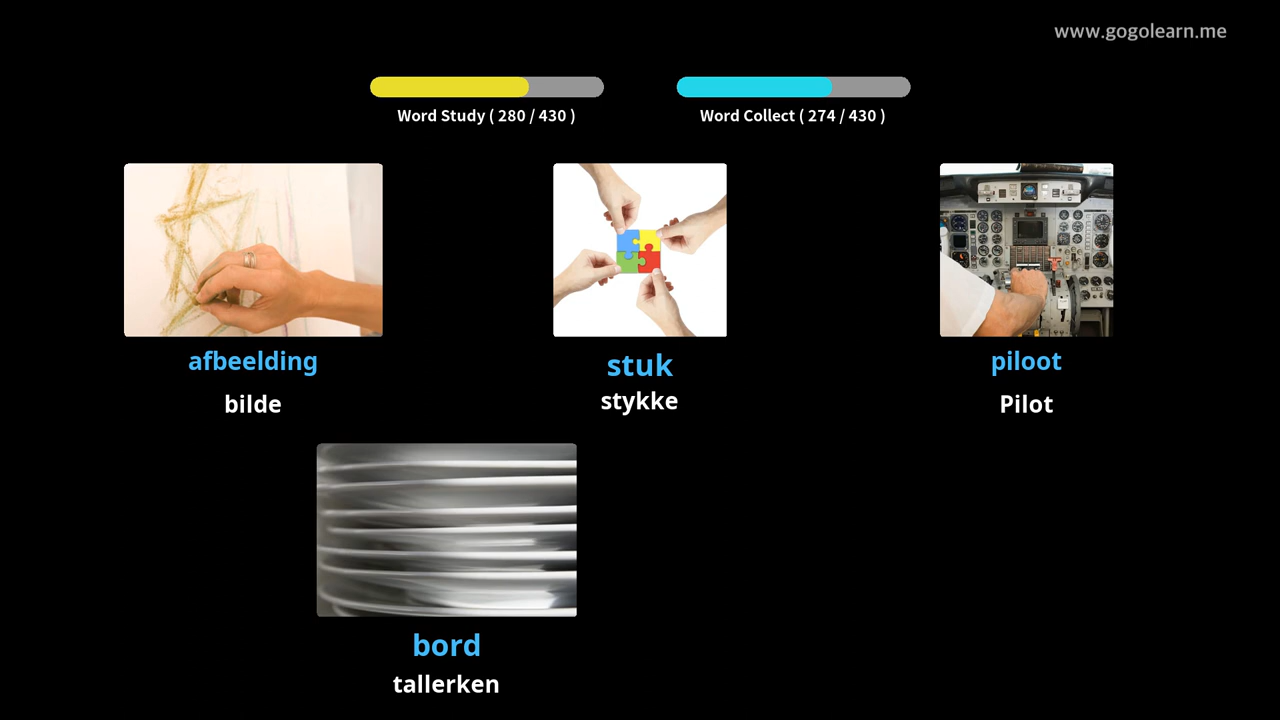 www.gogolearn.me
Word Study ( 280 / 430 )
Word Collect ( 274 / 430 )
afbeelding
bilde
stuk
stykke
piloot
Pilot
bord
tallerken